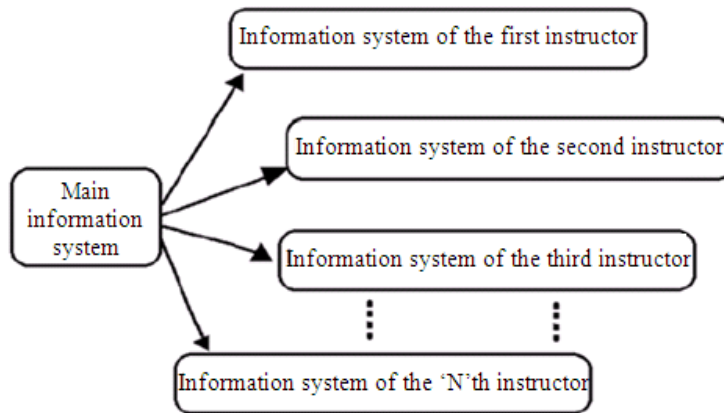 Information system of the first instructor
Information system of the second instructor
Main
information
system
Information system of the third instructor
Information system of the ‘N’th instructor